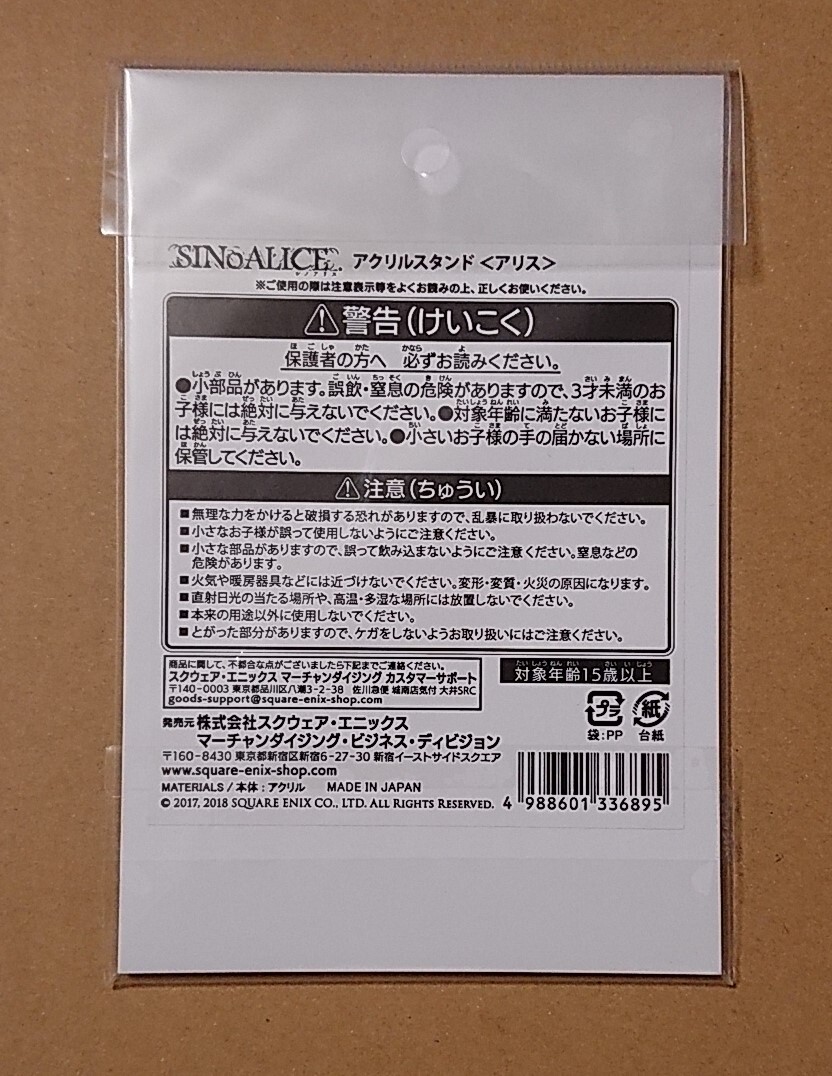 SINoALICE
シノアリス
アクリルスタンド <アリス>
※ご使用の際は注意表示等をよくお読みの上、正しくお使いください。
警告(けいこく)
保護者の方へ 必ずお読みください。
●小部品があります。誤飲・窒息の危険がありますので、3才未満のお
子様には絶対に与えないでください。●対象年齢に満たないお子様に
は絶対に与えないでください。●小さいお子様の手の届かない場所に
保管してください。
注意(ちゅうい)
■無理な力をかけると破損する恐れがありますので、乱暴に取り扱わないでください。
■小さなお子様が誤って使用しないようにご注意ください。
■小さな部品がありますので、誤って飲み込まないようにご注意ください。窒息などの
危険があります。
■火気や暖房器具などには近づけないでください。変形・変質・火災の原因になります。
■直射日光の当たる場所や、高温・多湿な場所には放置しないでください。
■本来の用途以外に使用しないでください。
■とがった部分がありますので、ケガをしないようお取り扱いにはご注意ください。
商品に関して、不都合な点がございましたら下記までご連絡ください。
スクウェア・エニックス マーチャンダイジング カスタマーサポート
〒140-0003 東京都品川区八潮3-2-38 佐川急便 城南店気付 大井SRC
goods-support@square-enix-shop.com
対象年齢15歳以上
プラ
紙
袋:PP
台紙
発売元 株式会社スクウェア・エニックス
マーチャンダイジング・ビジネス・ディビジョン
〒160-8430 東京都新宿区新宿6-27-30 新宿イーストサイドスクエア
www.square-enix-shop.com
MATERIALS / 本体 : アクリル MADE IN JAPAN
© 2017, 2018 SQUARE ENIX CO., LTD. ALL RIGHTS RESERVED.
4 988601 336895